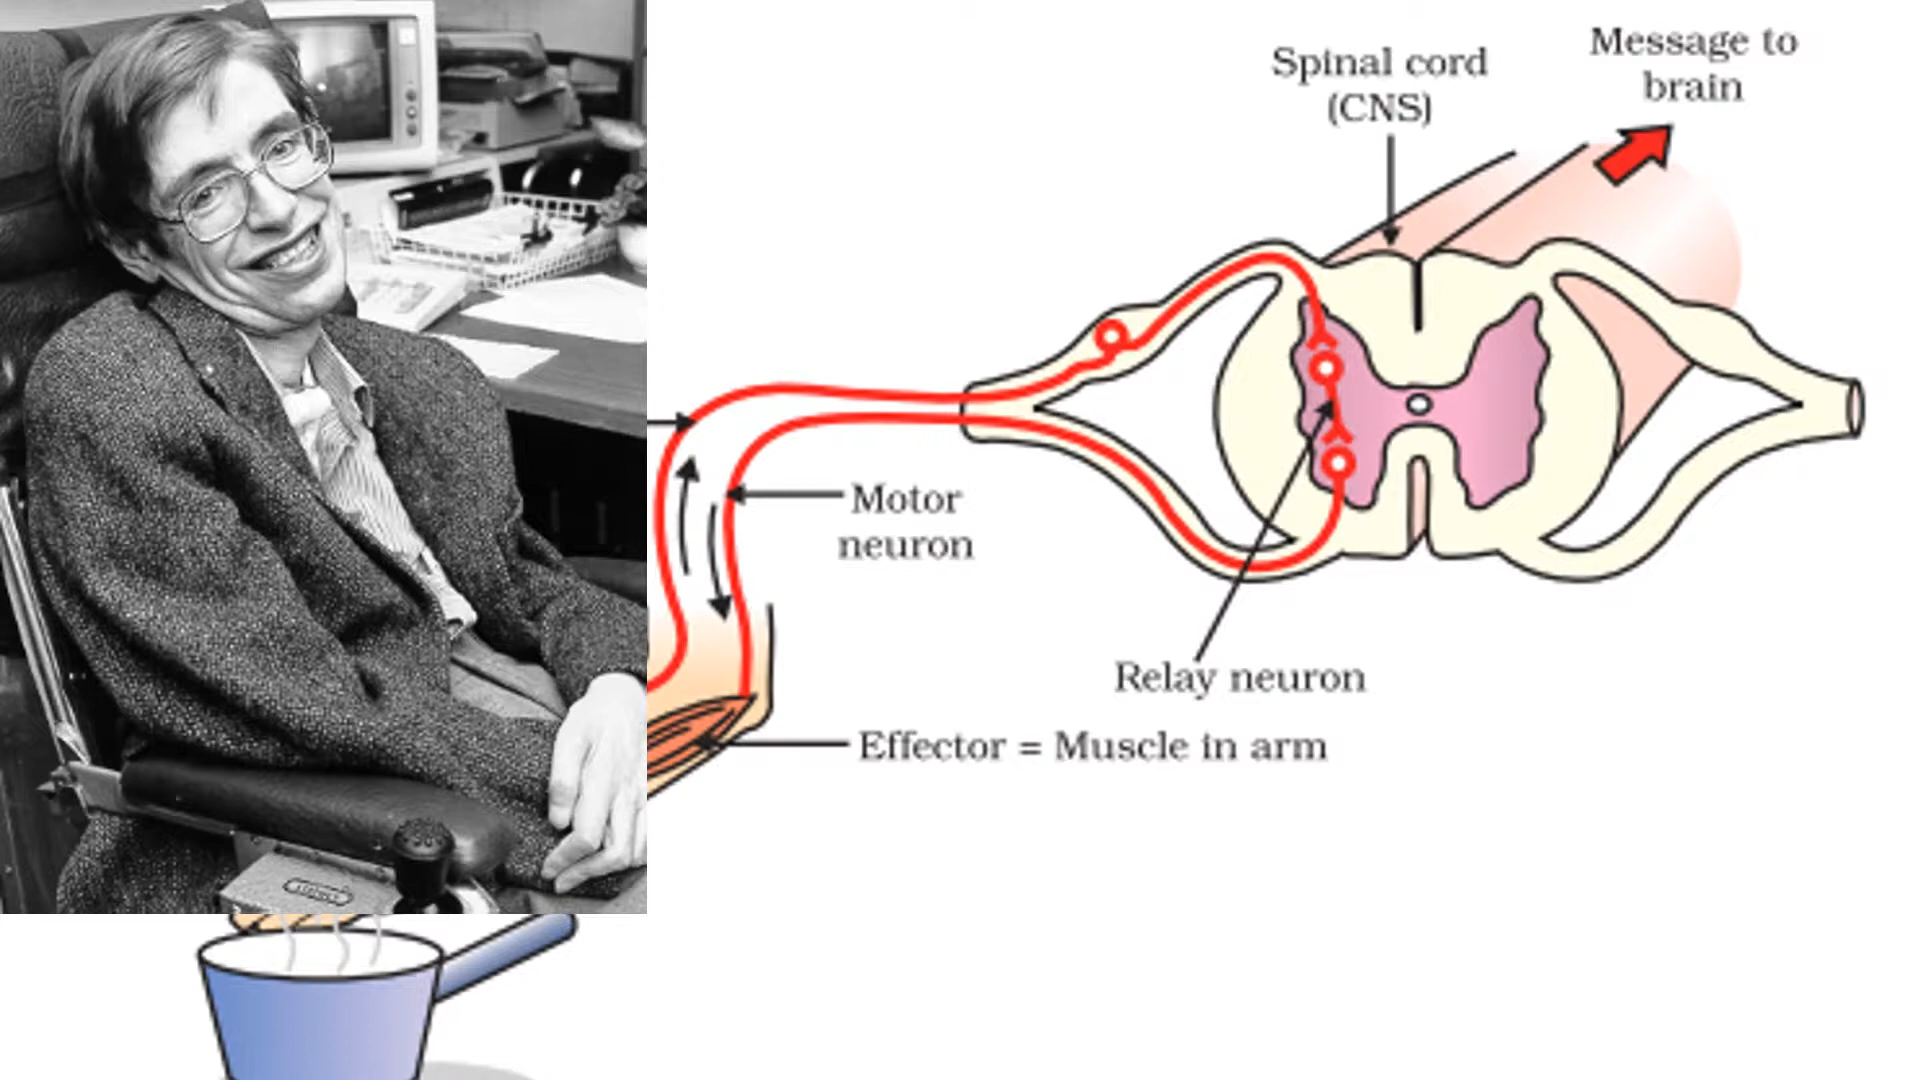 Spinal cord
(CNS)
Message to
brain
Motor
neuron
Relay neuron
Effector = Muscle in arm